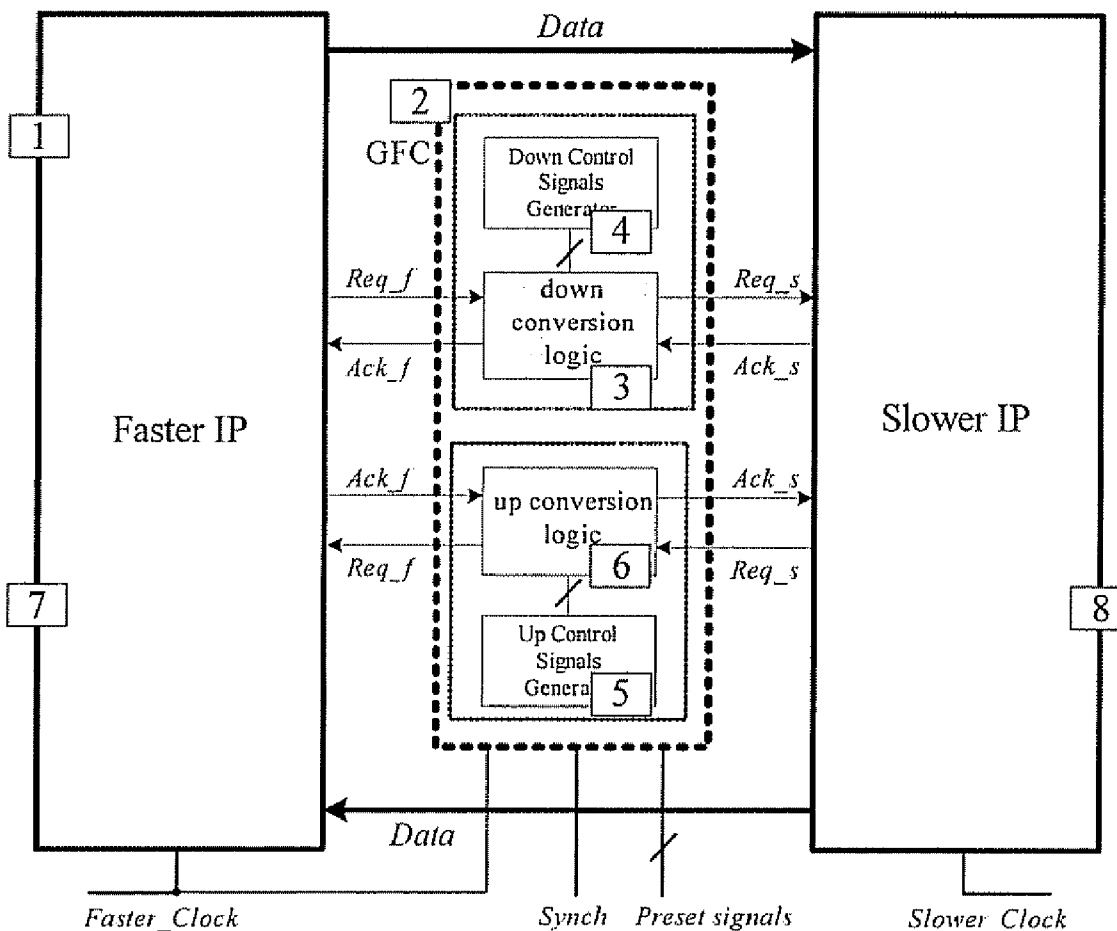 Data
2
1
GFC
Down Control
Signals
Generator
4
Req_f
down
conversion
logic
Req_s
Ack_f
3
Ack_s
Faster IP
Slower IP
Ack_f
up conversion
logic
Ack_s
Req_f
6
Req_s
7
8
Up Control
Signals
Genera
5
Data
Faster_Clock
Synch
Preset signals
Slower_Clock